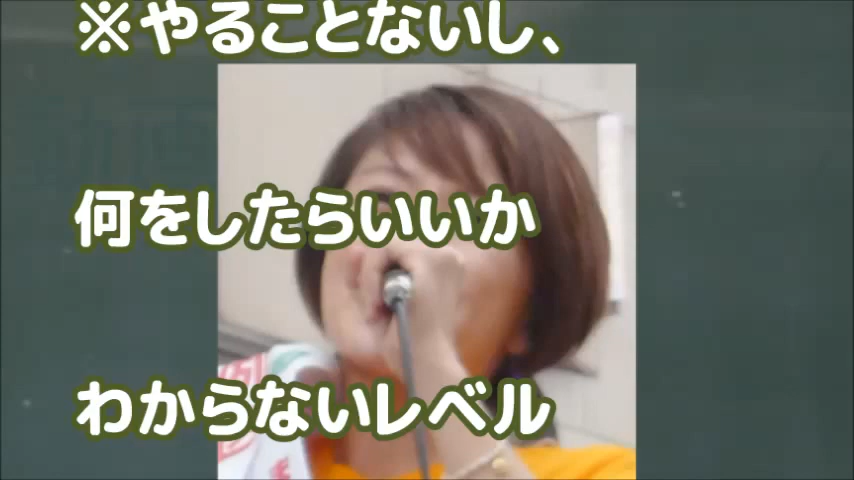 ※やることないし、
何をしたらいいか
わからないレベル